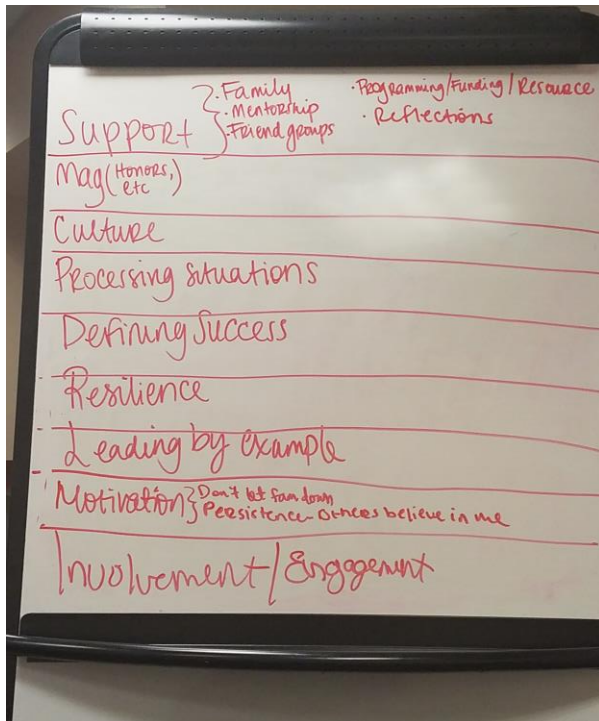 Support } · Family · Programming/Funding/Resource
· Mentorship · Reflections
· Friend groups
Mag (Honors, etc)
Culture
Processing situations
Defining Success
Resilience
Leading by example
Motivation } Don't let fam down
Persistence - Others believe in me
Involvement/Engagement